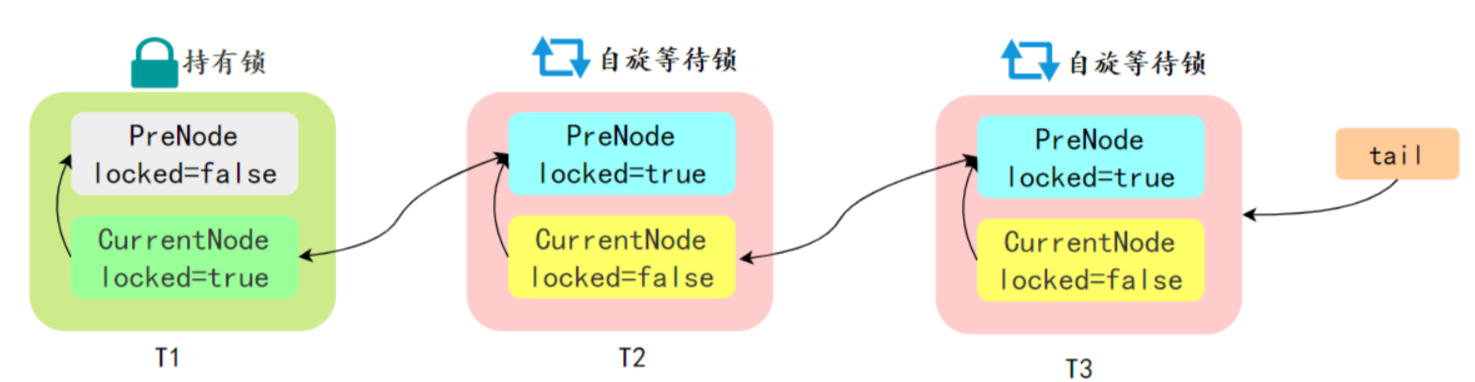 持有锁
PreNode
locked=false
CurrentNode
locked=true
T1
自旋等待锁
PreNode
locked=true
CurrentNode
locked=false
T2
自旋等待锁
PreNode
locked=true
CurrentNode
locked=false
T3
tail